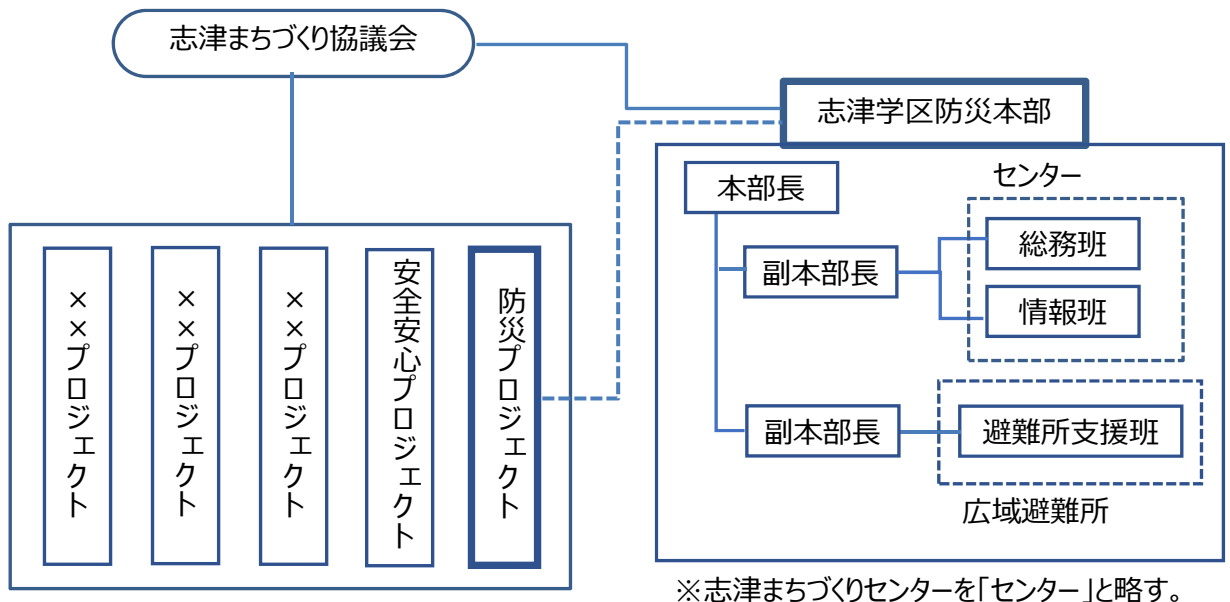 志津まちづくり協議会
志津学区防災本部
本部長
センター
副本部長
総務班
情報班
副本部長
避難所支援班
広域避難所
××プロジェクト
××プロジェクト
××プロジェクト
安全安心プロジェクト
防災プロジェクト
※志津まちづくりセンターを「センター」と略す。